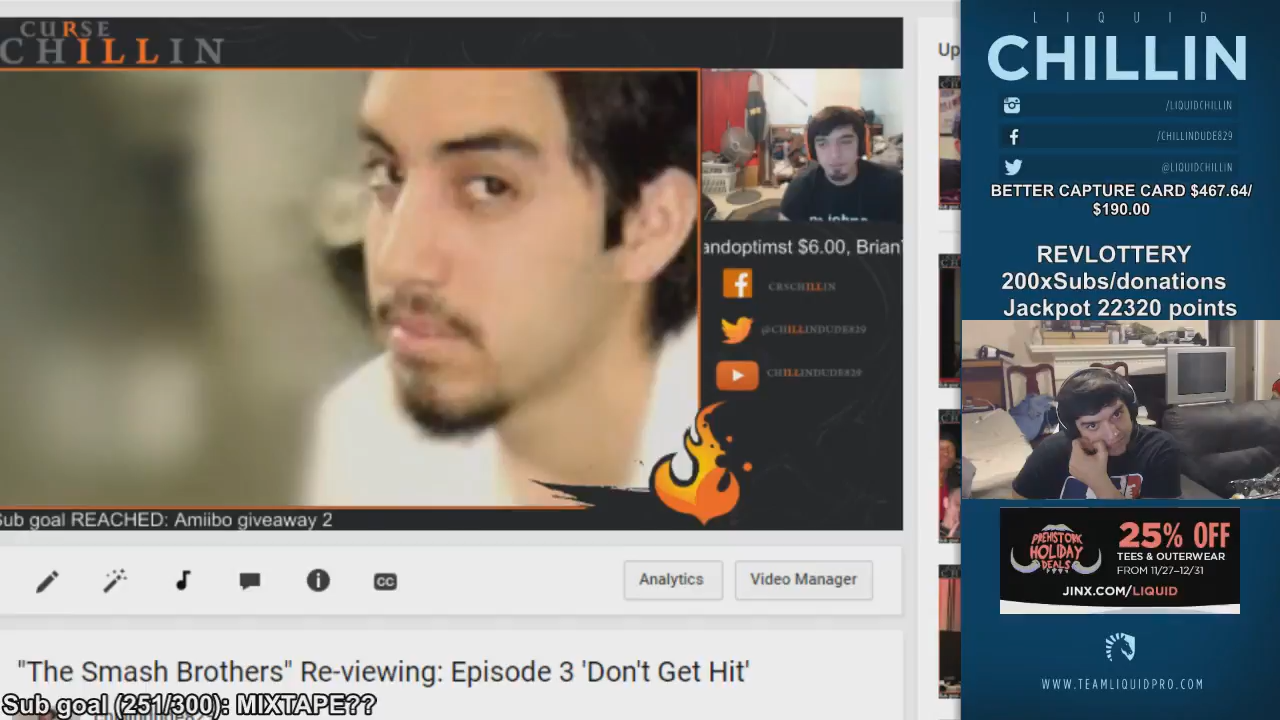 CURSE
CHILLIN
andoptimst $6.00, Brian
CRSCHILLIN
@CHILLINDUDE829
CHILLINDUDE829
Sub goal REACHED: Amiibo giveaway 2
Analytics
Video Manager
"The Smash Brothers" Re-viewing: Episode 3 'Don't Get Hit'
Sub goal (251/300): MIXTAPE??
Up
LIQUID
CHILLIN
/LIQUIDCHILLIN
/CHILLINDUDE829
@LIQUIDCHILLIN
BETTER CAPTURE CARD $467.64/
$190.00
REVLOTTERY
200xSubs/donations
Jackpot 22320 points
PREHISTORIC
HOLIDAY
DEALS
25% OFF
TEES & OUTERWEAR
FROM 11/27–12/31
JINX.COM/LIQUID
WWW.TEAMLIQUIDPRO.COM